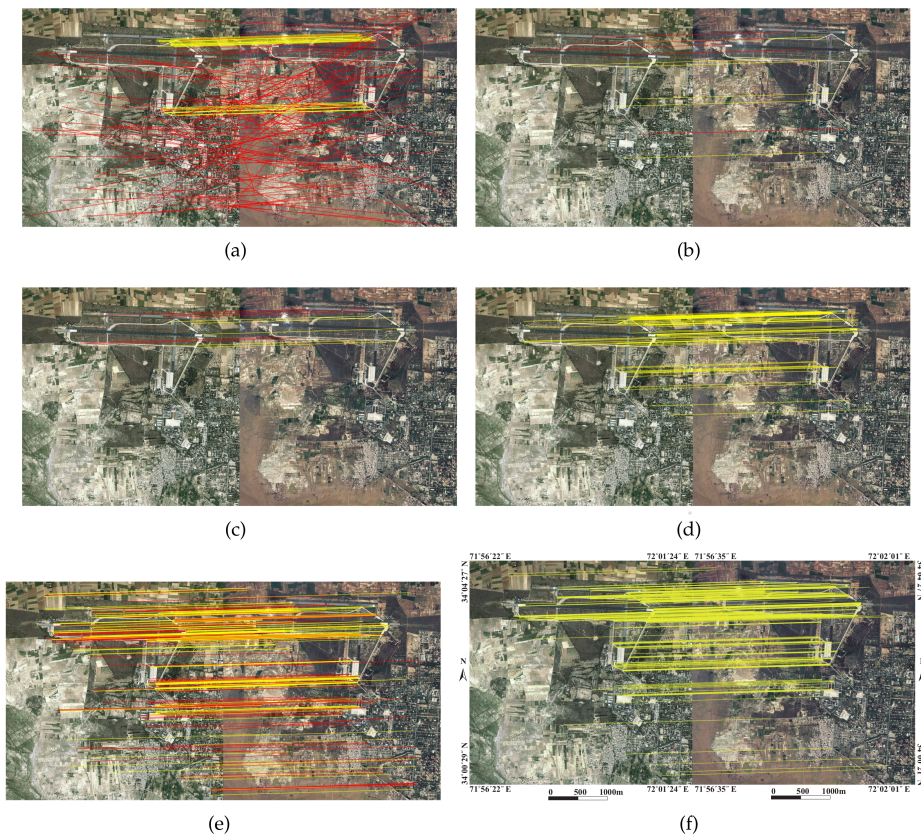 (a)
(b)
(c)
(d)
71°56′22″ E
72°01′24″ E
71°56′35″ E
72°02′01″ E
34°04′27″ N
N
34°00′29″ N
71°56′22″ E
72°01′24″ E
71°56′35″ E
72°02′01″ E
0 500 1000m
0 500 1000m
(e)
(f)